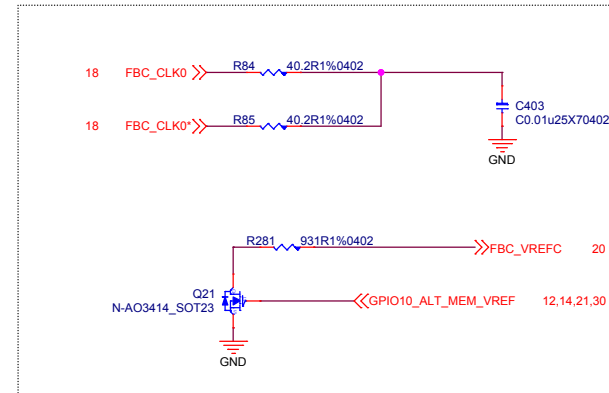 R84 40.2R1%0402
18 FBC_CLK0
C403
C0.01u25X70402
R85 40.2R1%0402
18 FBC_CLK0*
GND
R281 931R1%0402
FBC_VREFC 20
Q21
N-AO3414_SOT23
GPIO10_ALT_MEM_VREF 12,14,21,30
GND